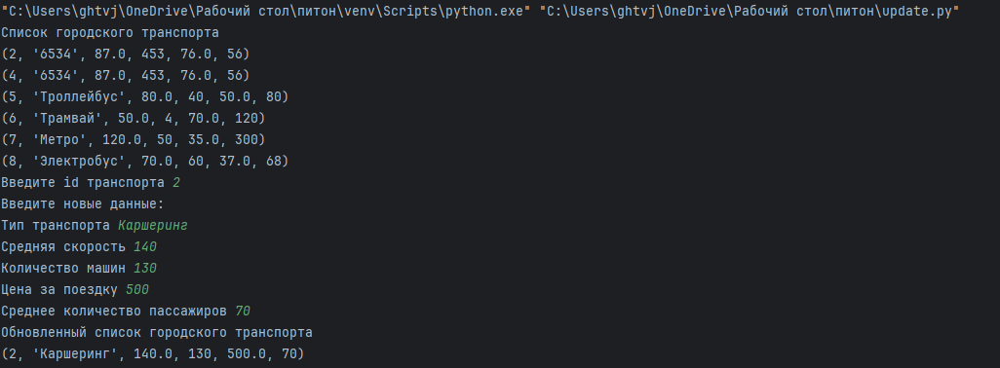 "C:\Users\ghtvj\OneDrive\Рабочий стол\питон\venv\Scripts\python.exe" "C:\Users\ghtvj\OneDrive\Рабочий стол\питон\update.py"
Список городского транспорта
(2, '6534', 87.0, 453, 76.0, 56)
(4, '6534', 87.0, 453, 76.0, 56)
(5, 'Троллейбус', 80.0, 40, 50.0, 80)
(6, 'Трамвай', 50.0, 4, 70.0, 120)
(7, 'Метро', 120.0, 50, 35.0, 300)
(8, 'Электробус', 70.0, 60, 37.0, 68)
Введите id транспорта 2
Введите новые данные:
Тип транспорта Каршеринг
Средняя скорость 140
Количество машин 130
Цена за поездку 500
Среднее количество пассажиров 70
Обновленный список городского транспорта
(2, 'Каршеринг', 140.0, 130, 500.0, 70)